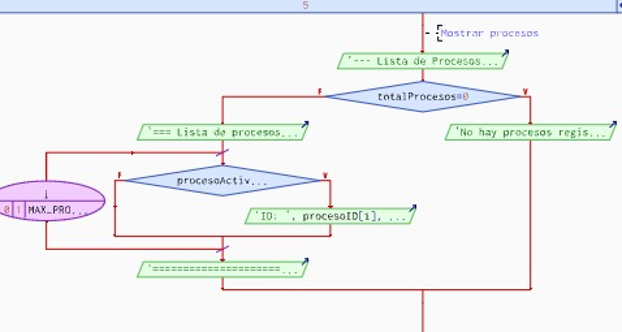 5
Mostrar procesos
'--- Lista de Procesos...
totalProcesos=0
F
V
'=== Lista de procesos...
'No hay procesos regis...
F
procesoActiv...
V
i
0 1 MAX_PRO...
'ID: ', procesoID[i], ...
'====================...